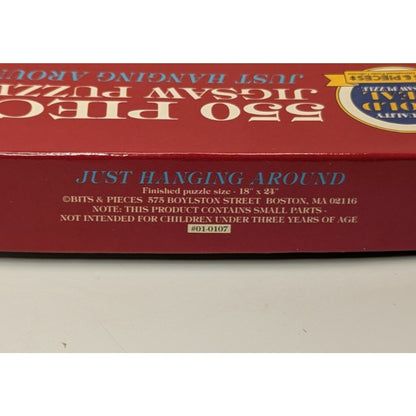 JUST HANGING AROUND
Finished puzzle size - 18" x 24"
©BITS & PIECES 575 BOYLSTON STREET BOSTON, MA 02116
NOTE: THIS PRODUCT CONTAINS SMALL PARTS -
NOT INTENDED FOR CHILDREN UNDER THREE YEARS OF AGE
#01-0107
550 PIEC
JIGSAW PUZZ
JUST HANGING AROUN